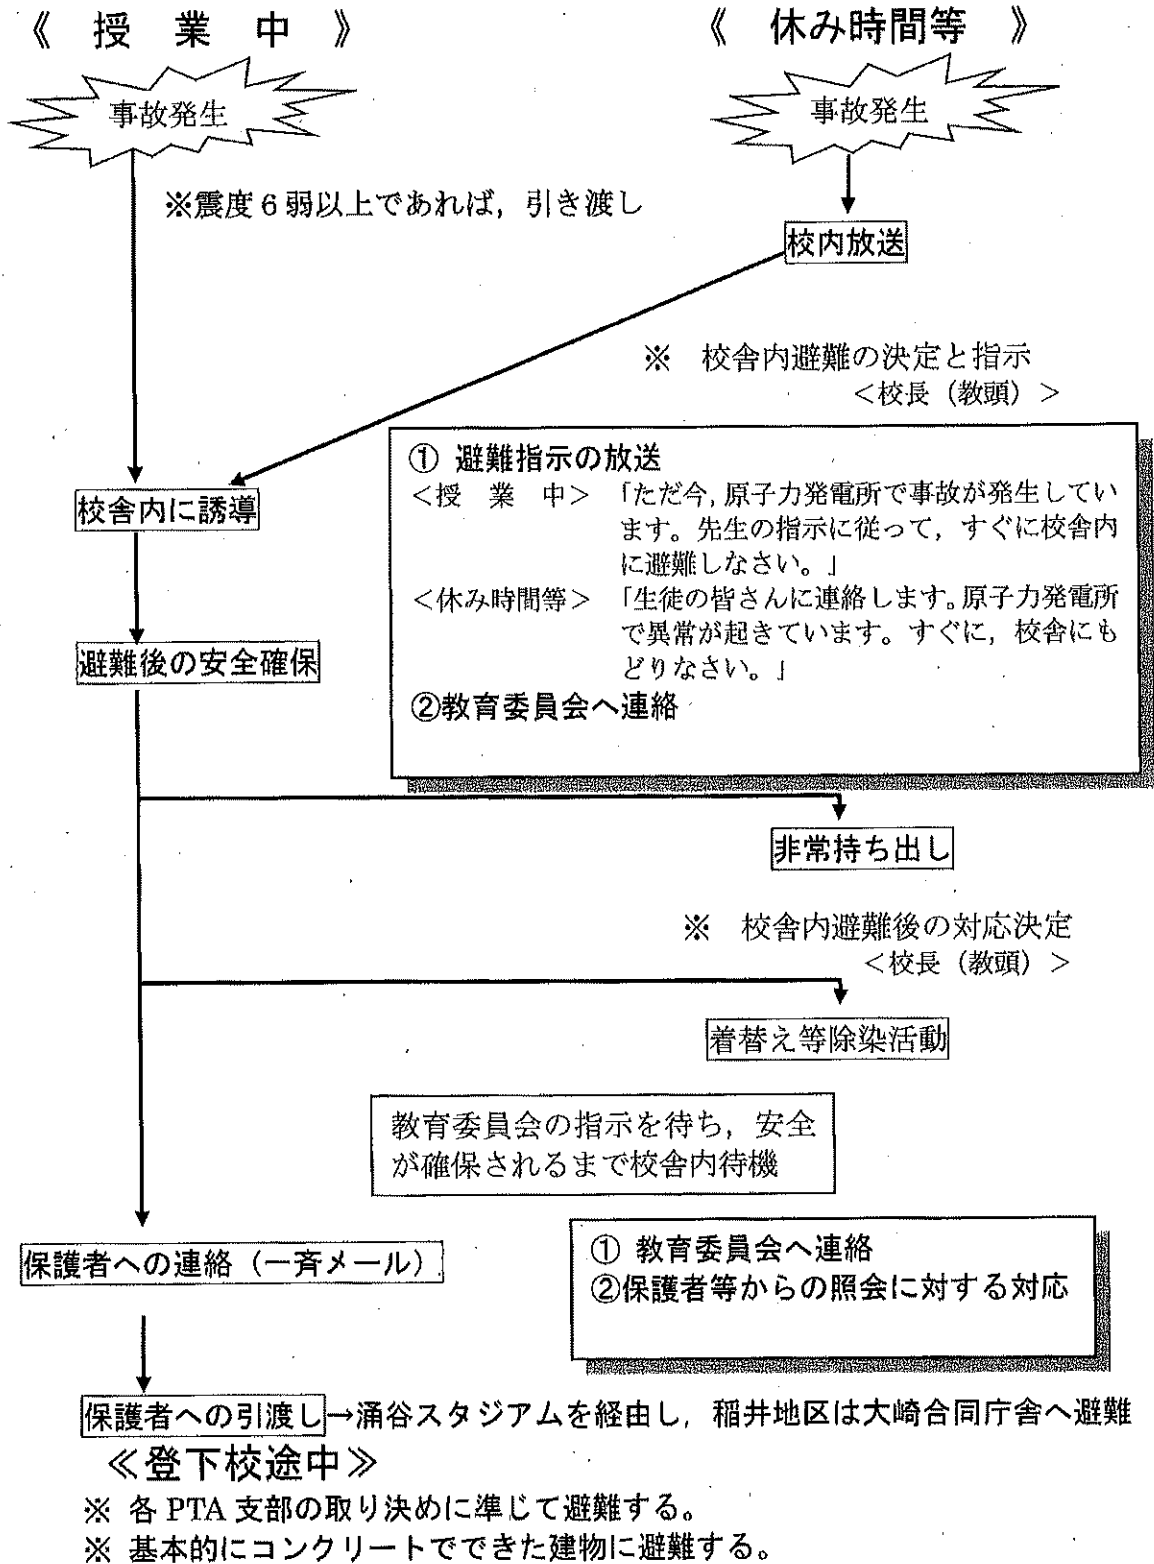 《 授 業 中 》
《 休み時間等 》
事故発生
事故発生
※震度6弱以上であれば，引き渡し
校内放送
※ 校舎内避難の決定と指示
＜校長（教頭）＞
① 避難指示の放送
＜授 業 中＞ 「ただ今，原子力発電所で事故が発生してい
ます。先生の指示に従って，すぐに校舎内
に避難しなさい。」
＜休み時間等＞ 「生徒の皆さんに連絡します。原子力発電所
で異常が起きています。すぐに，校舎にも
どりなさい。」
②教育委員会へ連絡
校舎内に誘導
避難後の安全確保
非常持ち出し
※ 校舎内避難後の対応決定
＜校長（教頭）＞
着替え等除染活動
教育委員会の指示を待ち，安全
が確保されるまで校舎内待機
保護者への連絡（一斉メール）
① 教育委員会へ連絡
②保護者等からの照会に対する対応
保護者への引渡し→涌谷スタジアムを経由し，稲井地区は大崎合同庁舎へ避難
≪登下校途中≫
※ 各PTA支部の取り決めに準じて避難する。
※ 基本的にコンクリートでできた建物に避難する。